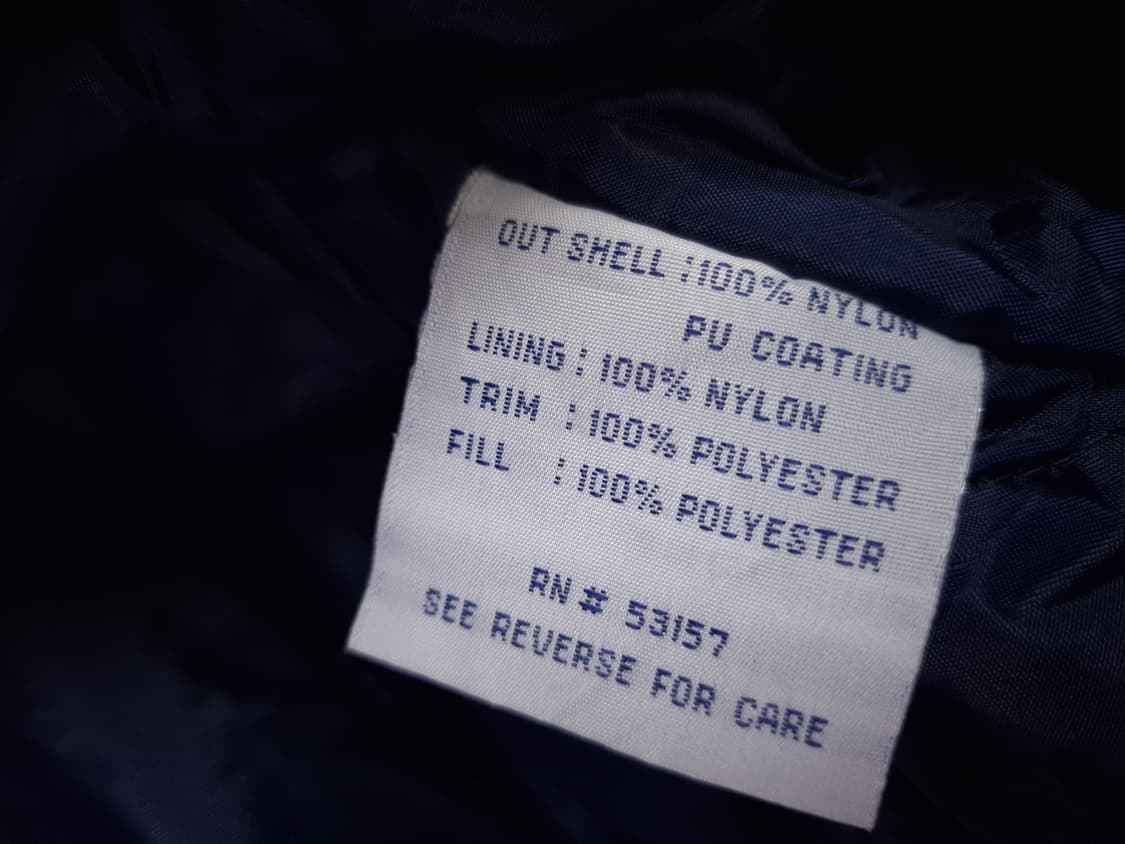 OUT SHELL :100% NYLON
PU COATING
LINING : 100% NYLON
TRIM : 100% POLYESTER
FILL : 100% POLYESTER
RN # 53157
SEE REVERSE FOR CARE